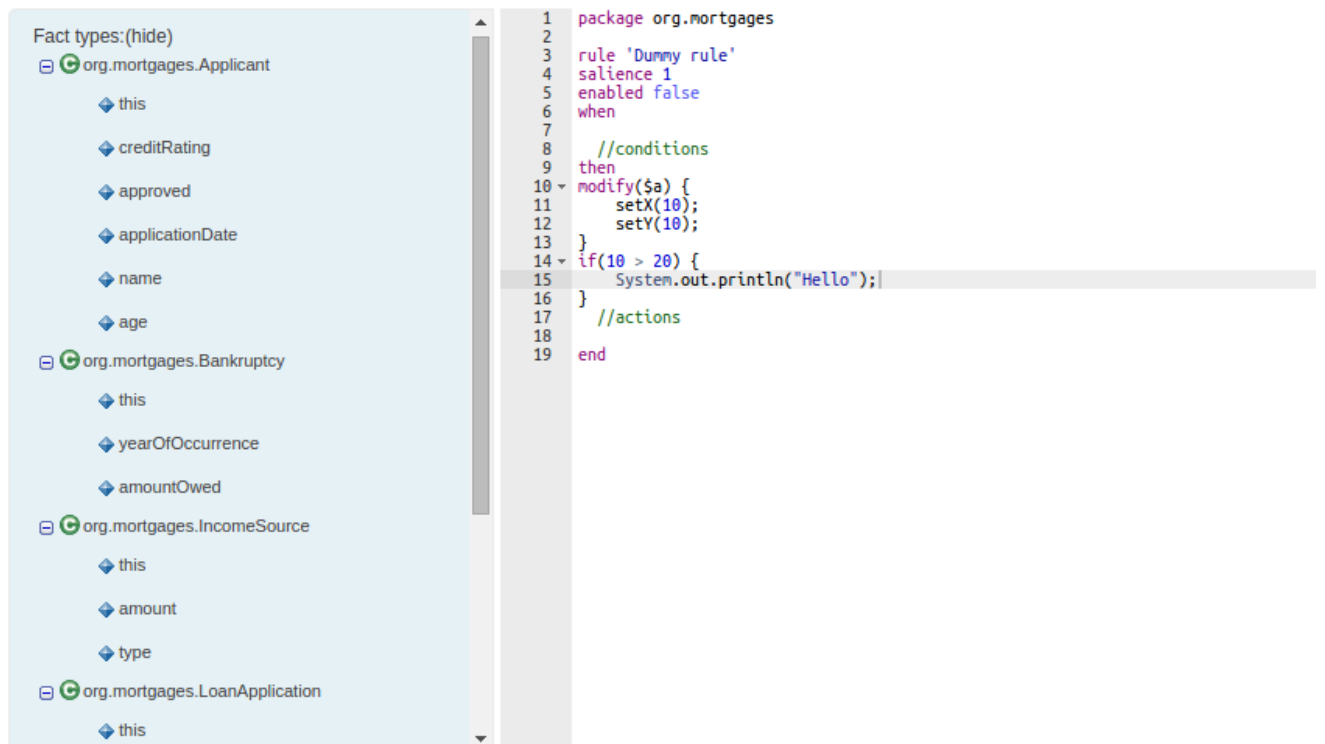 Fact types:(hide)
org.mortgages.Applicant
this
creditRating
approved
applicationDate
name
age
org.mortgages.Bankruptcy
this
yearOfOccurrence
amountOwed
org.mortgages.IncomeSource
this
amount
type
org.mortgages.LoanApplication
this
1 package org.mortgages
2
3 rule 'Dummy rule'
4 salience 1
5 enabled false
6 when
7
8   //conditions
9 then
10 modify($a) {
11     setX(10);
12     setY(10);
13 }
14 if(10 > 20) {
15     System.out.println("Hello");
16 }
17   //actions
18
19 end